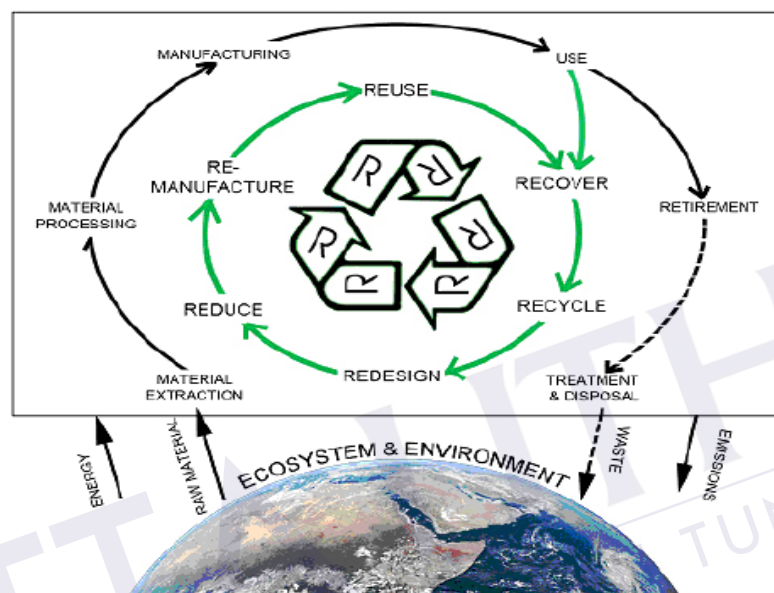 MANUFACTURING
USE
REUSE
RE-
MANUFACTURE
RECOVER
MATERIAL
PROCESSING
RETIREMENT
REDUCE
RECYCLE
REDESIGN
MATERIAL
EXTRACTION
TREATMENT
& DISPOSAL
R
R
R
R
R
ENERGY
RAW MATERIAL
ECOSYSTEM & ENVIRONMENT
WASTE
EMISSIONS